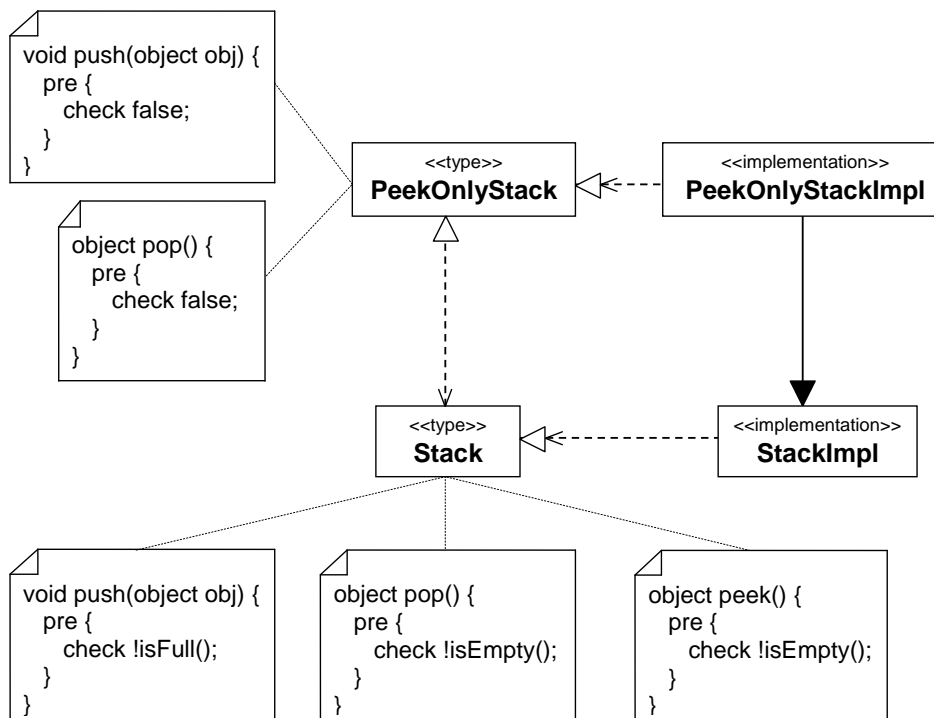 void push(object obj) {
pre {
check false;
}
}
object pop() {
pre {
check false;
}
}
<<type>>
PeekOnlyStack
<<implementation>>
PeekOnlyStackImpl
<<type>>
Stack
<<implementation>>
StackImpl
void push(object obj) {
pre {
check !isFull();
}
}
object pop() {
pre {
check !isEmpty();
}
}
object peek() {
pre {
check !isEmpty();
}
}